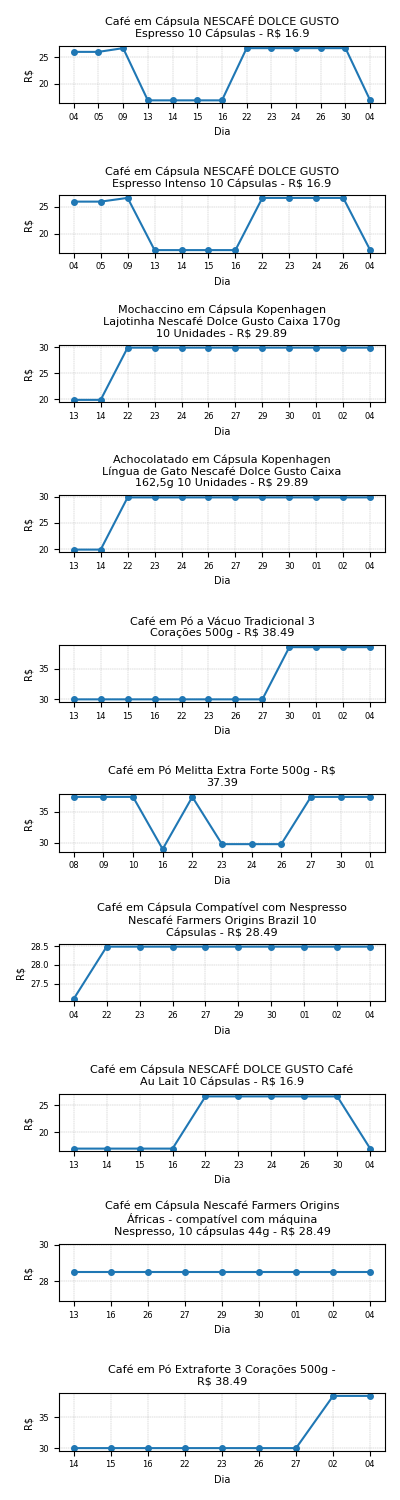 Café em Cápsula NESCAFÉ DOLCE GUSTO
Espresso 10 Cápsulas - R$ 16.9
25
20
R$
04 05 09 13 14 15 16 22 23 24 26 30 04
Dia
Café em Cápsula NESCAFÉ DOLCE GUSTO
Espresso Intenso 10 Cápsulas - R$ 16.9
25
20
R$
04 05 09 13 14 15 16 22 23 24 26 04
Dia
Mochaccino em Cápsula Kopenhagen
Lajotinha Nescafé Dolce Gusto Caixa 170g
10 Unidades - R$ 29.89
30
25
20
R$
13 14 22 23 24 26 27 29 30 01 02 04
Dia
Achocolatado em Cápsula Kopenhagen
Língua de Gato Nescafé Dolce Gusto Caixa
162,5g 10 Unidades - R$ 29.89
30
25
20
R$
13 14 22 23 24 26 27 29 30 01 02 04
Dia
Café em Pó a Vácuo Tradicional 3
Corações 500g - R$ 38.49
35
30
R$
13 14 15 16 22 23 26 27 30 01 02 04
Dia
Café em Pó Melitta Extra Forte 500g - R$
37.39
35
30
R$
08 09 10 16 22 23 24 26 27 30 01
Dia
Café em Cápsula Compatível com Nespresso
Nescafé Farmers Origins Brazil 10
Cápsulas - R$ 28.49
28.5
28.0
27.5
R$
04 22 23 26 27 29 30 01 02 04
Dia
Café em Cápsula NESCAFÉ DOLCE GUSTO Café
Au Lait 10 Cápsulas - R$ 16.9
25
20
R$
13 14 15 16 22 23 24 26 30 04
Dia
Café em Cápsula Nescafé Farmers Origins
Áfricas - compatível com máquina
Nespresso, 10 cápsulas 44g - R$ 28.49
30
28
R$
13 16 26 27 29 30 01 02 04
Dia
Café em Pó Extraforte 3 Corações 500g -
R$ 38.49
35
30
R$
14 15 16 22 23 26 27 02 04
Dia